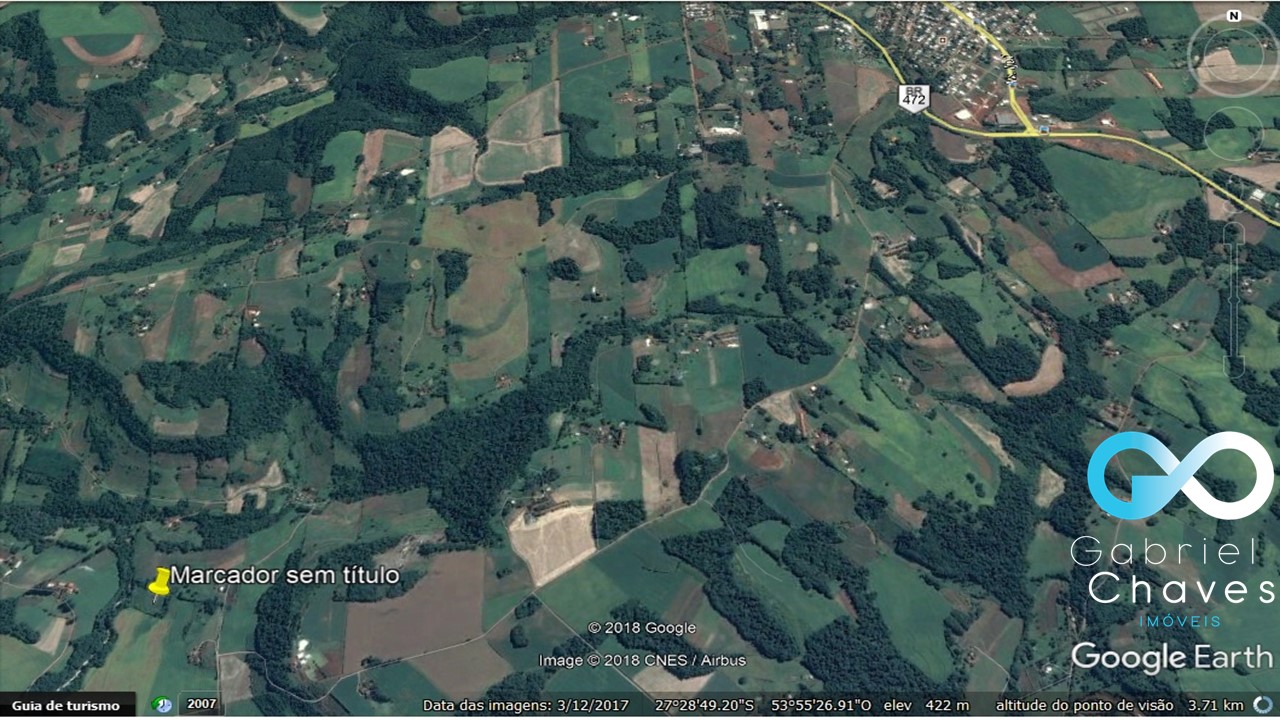 N
BR
472
Marcador sem título
Gabriel
Chaves
IMÓVEIS
© 2018 Google
Image © 2018 CNES / Airbus
Google Earth
Guia de turismo
2007
Data das imagens: 3/12/2017 27°28'49.20"S 53°55'26.91"O elev 422 m altitude do ponto de visão 3.71 km